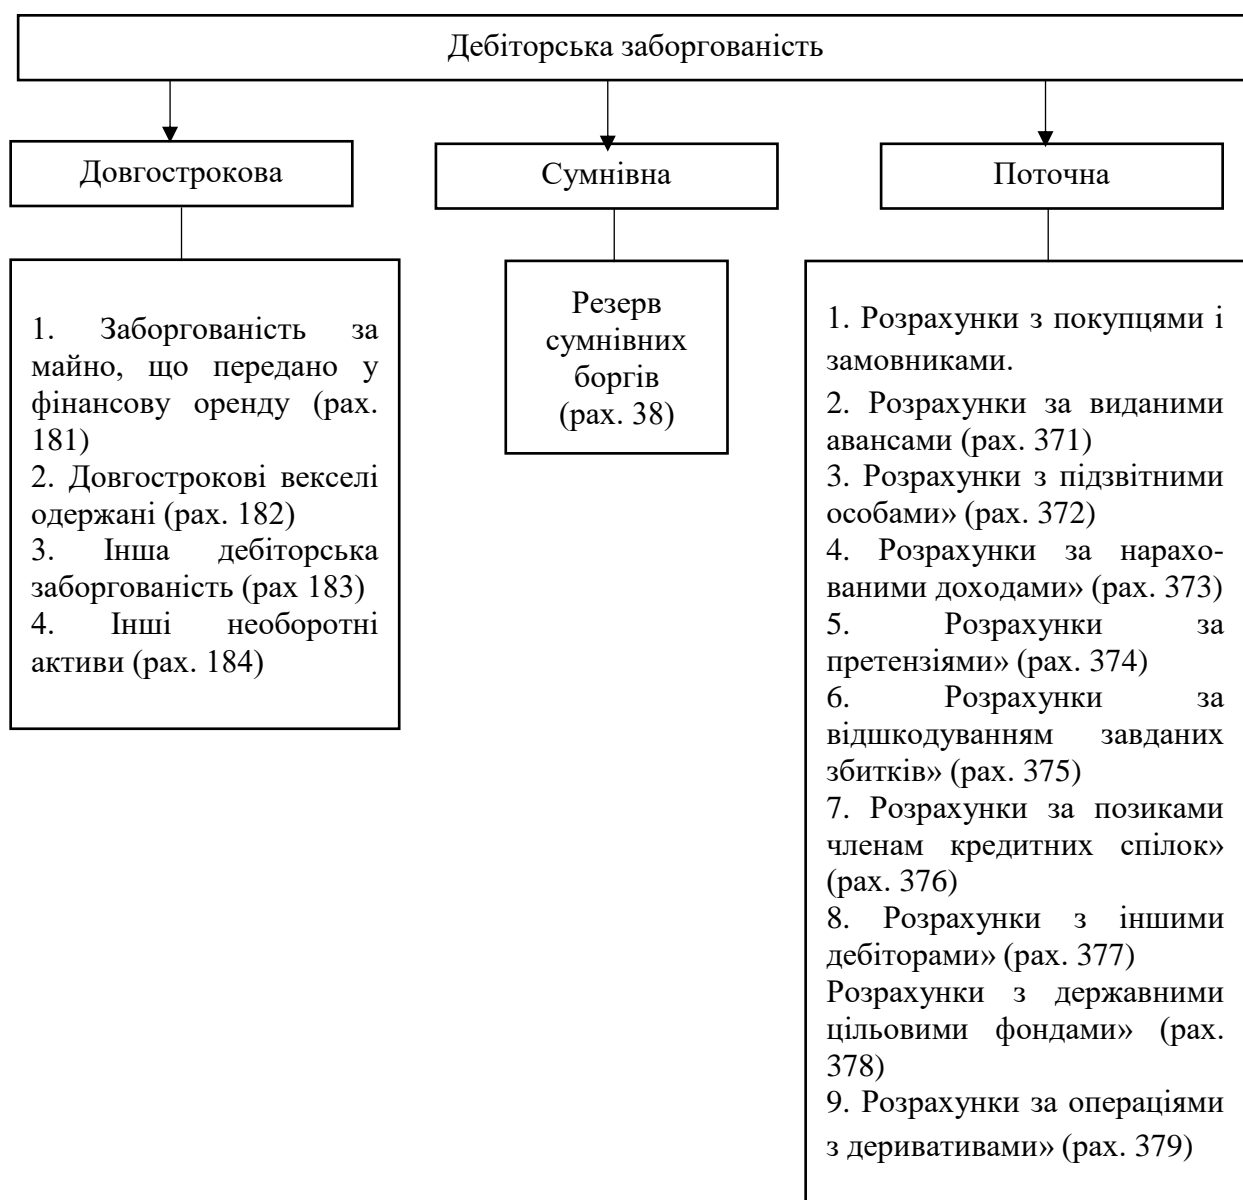 Дебіторська заборгованість
Довгострокова
Сумнівна
Поточна
1. Заборгованість за
майно, що передано у
фінансову оренду (рах.
181)
2. Довгострокові векселі
одержані (рах. 182)
3. Інша дебіторська
заборгованість (рах 183)
4. Інші необоротні
активи (рах. 184)
Резерв
сумнівних
боргів
(рах. 38)
1. Розрахунки з покупцями і
замовниками.
2. Розрахунки за виданими
авансами (рах. 371)
3. Розрахунки з підзвітними
особами» (рах. 372)
4. Розрахунки за нарахо-
ваними доходами» (рах. 373)
5. Розрахунки за
претензіями» (рах. 374)
6. Розрахунки за
відшкодуванням завданих
збитків» (рах. 375)
7. Розрахунки за позиками
членам кредитних спілок»
(рах. 376)
8. Розрахунки з іншими
дебіторами» (рах. 377)
Розрахунки з державними
цільовими фондами» (рах.
378)
9. Розрахунки за операціями
з деривативами» (рах. 379)